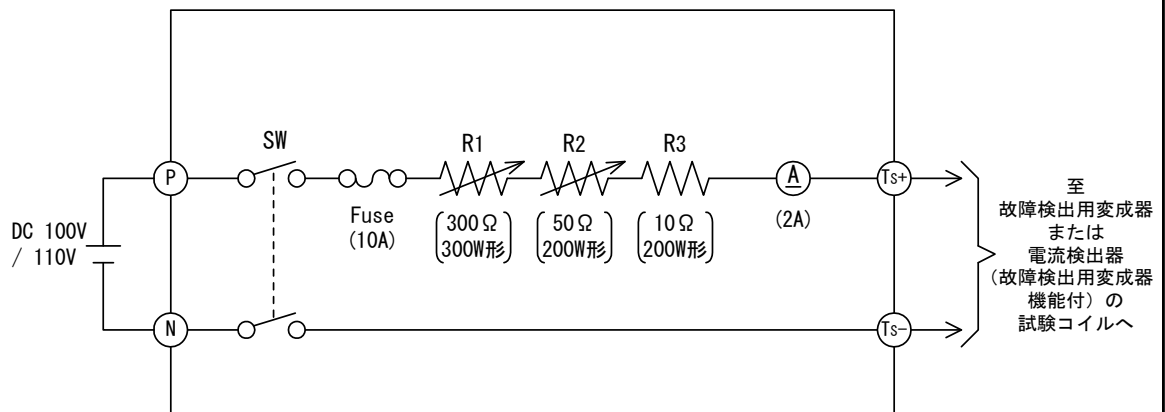 SW
R1
R2
R3
P
A
Ts+
DC 100V
/ 110V
Fuse
(10A)
300Ω
300W形
50Ω
200W形
10Ω
200W形
(2A)
N
Ts−
至
故障検出用変成器
または
電流検出器
(故障検出用変成器
機能付)の
試験コイルへ